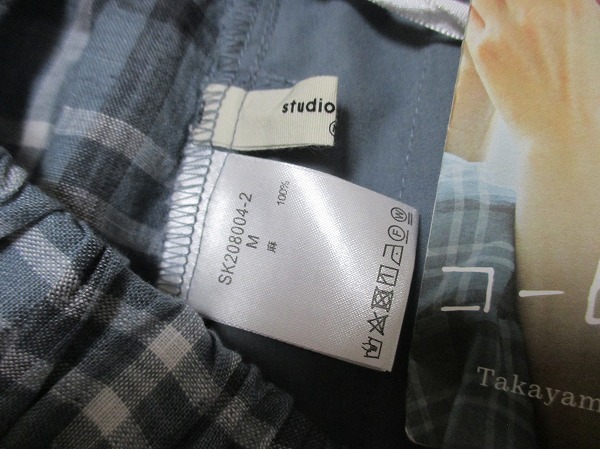 studio
SK208004-2
M
麻 100%
F W
コー
Takayam